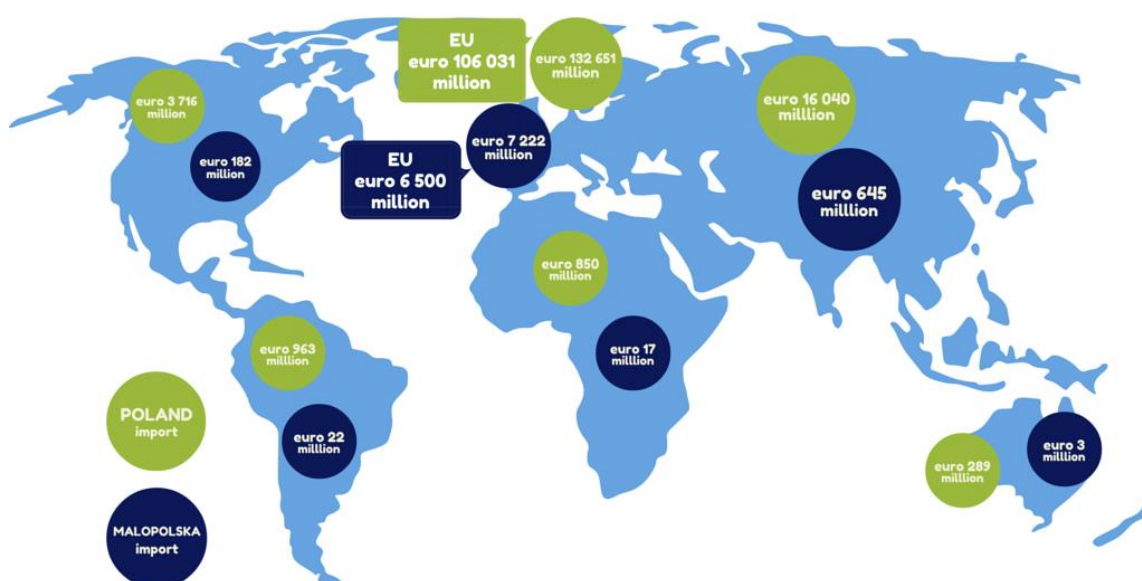 EU
euro 106 031
million
euro 132 651
million
euro 3 716
million
euro 16 040
milllion
euro 7 222
milllion
EU
euro 6 500
million
euro 182
million
euro 645
milllion
euro 850
milllion
euro 963
milllion
euro 17
milllion
POLAND
import
euro 22
milllion
euro 3
milllion
euro 289
milllion
MALOPOLSKA
import